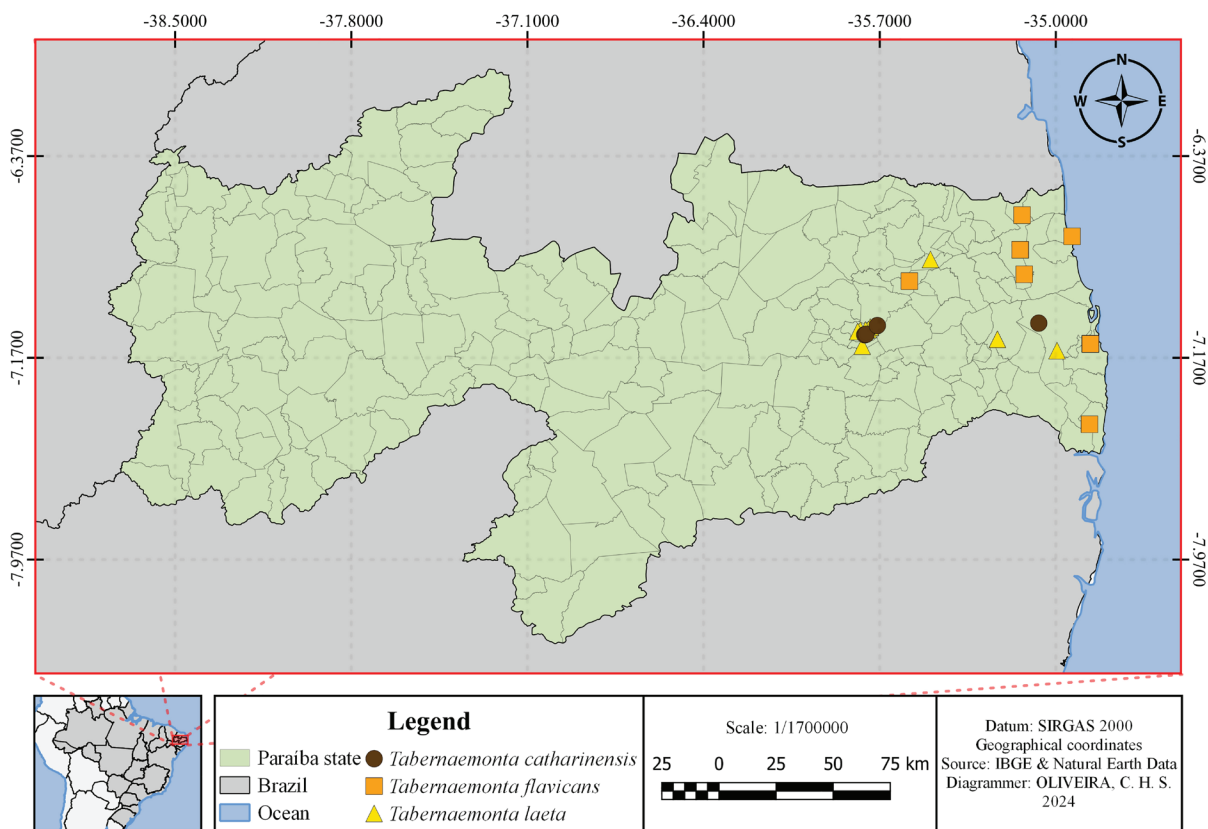 -38.5000 -37.8000 -37.1000 -36.4000 -35.7000 -35.0000
N
W E
S
-6.3700 -6.3700
-7.1700 -7.1700
-7.9700 -7.9700
Legend
Paraíba state
Brazil
Ocean
Tabernaemonta catharinensis
Tabernaemonta flavicans
Tabernaemonta laeta
Scale: 1/1700000
25 0 25 50 75 km
Datum: SIRGAS 2000
Geographical coordinates
Source: IBGE & Natural Earth Data
Diagrammer: OLIVEIRA, C. H. S.
2024